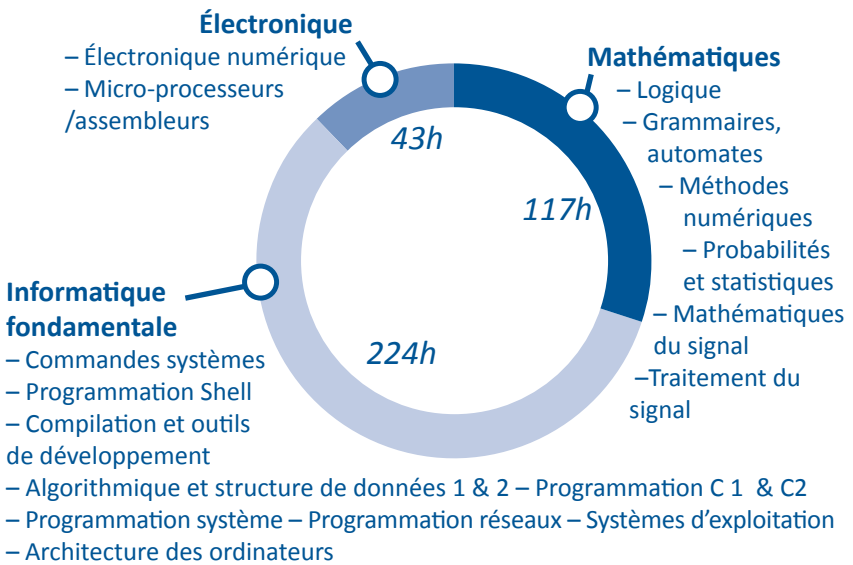 Électronique
– Électronique numérique
– Micro-processeurs
/assembleurs
43h
Mathématiques
– Logique
– Grammaires,
automates
– Méthodes
numériques
– Probabilités
et statistiques
– Mathématiques
du signal
–Traitement du
signal
117h
Informatique
fondamentale
– Commandes systèmes
– Programmation Shell
– Compilation et outils
de développement
– Algorithmique et structure de données 1 & 2 – Programmation C 1 & C2
– Programmation système – Programmation réseaux – Systèmes d'exploitation
– Architecture des ordinateurs
224h